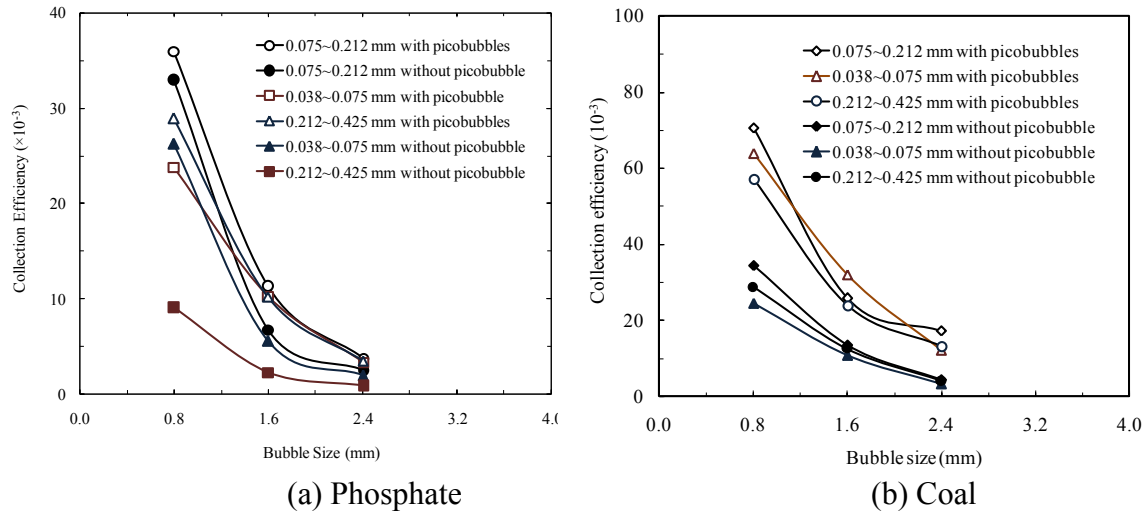 40
30
20
10
0
0.0 0.8 1.6 2.4 3.2 4.0
Collection Efficiency (×10⁻³)
Bubble Size (mm)
0.075~0.212 mm with picobubbles
0.075~0.212 mm without picobubble
0.038~0.075 mm with picobubble
0.212~0.425 mm with picobubbles
0.038~0.075 mm without picobubble
0.212~0.425 mm without picobubble
(a) Phosphate
100
80
60
40
20
0
0.0 0.8 1.6 2.4 3.2 4.0
Collection efficiency (10⁻³)
Bubble size (mm)
0.075~0.212 mm with picobubbles
0.038~0.075 mm with picobubbles
0.212~0.425 mm with picobubbles
0.075~0.212 mm without picobubble
0.038~0.075 mm without picobubble
0.212~0.425 mm without picobubble
(b) Coal